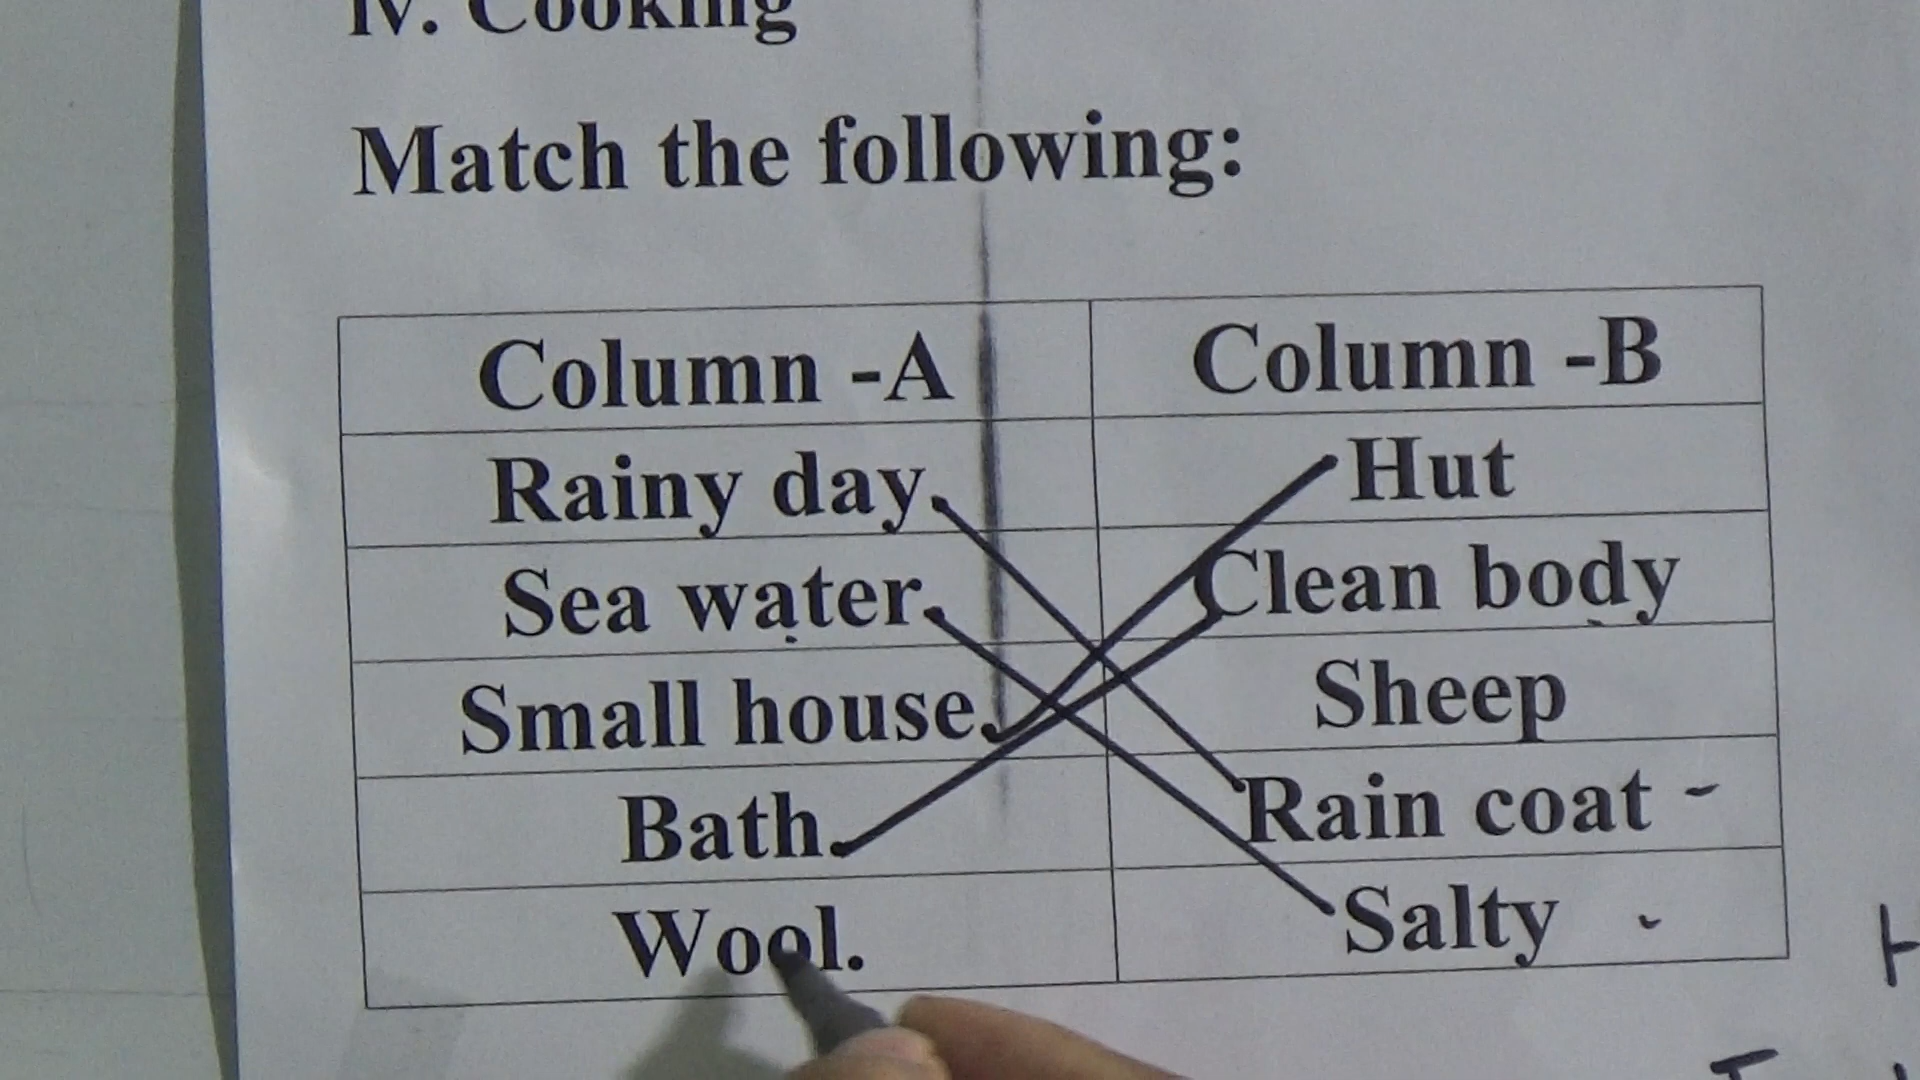 iv. Cooking
Match the following:
Column -A Column -B
Rainy day. Hut
Sea water. Clean body
Small house. Sheep
Bath. Rain coat -
Wool. Salty